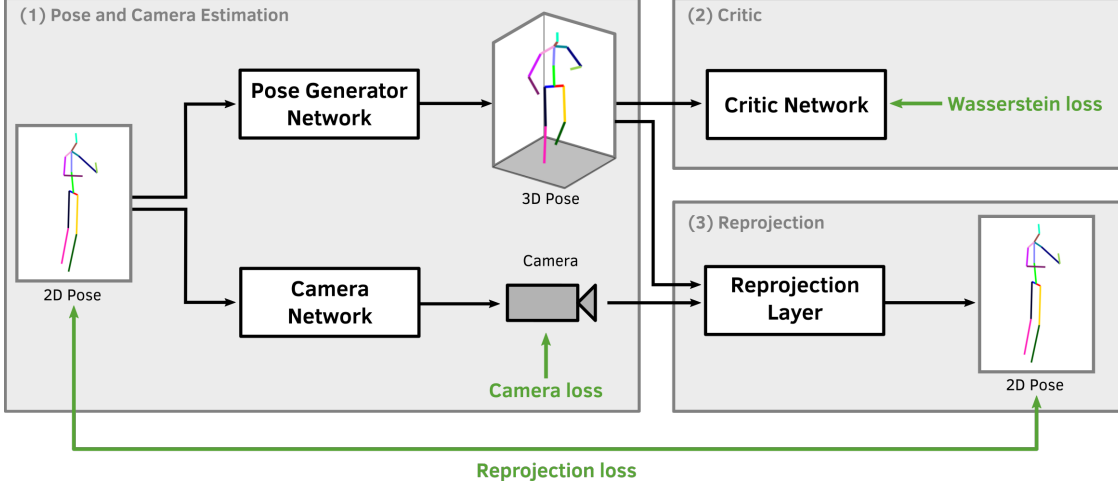 (1) Pose and Camera Estimation
Pose Generator
Network
3D Pose
2D Pose
Camera
Network
Camera
Camera loss
(2) Critic
Critic Network
Wasserstein loss
(3) Reprojection
Reprojection
Layer
2D Pose
Reprojection loss